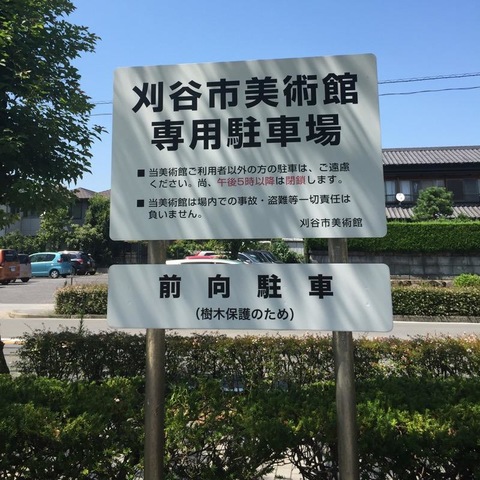 刈谷市美術館
専用駐車場
■ 当美術館ご利用者以外の方の駐車は、ご遠慮
ください。尚、午後5時以降は閉鎖します。
■ 当美術館は場内での事故・盗難等一切責任は
負いません。
刈谷市美術館
前向駐車
(樹木保護のため)